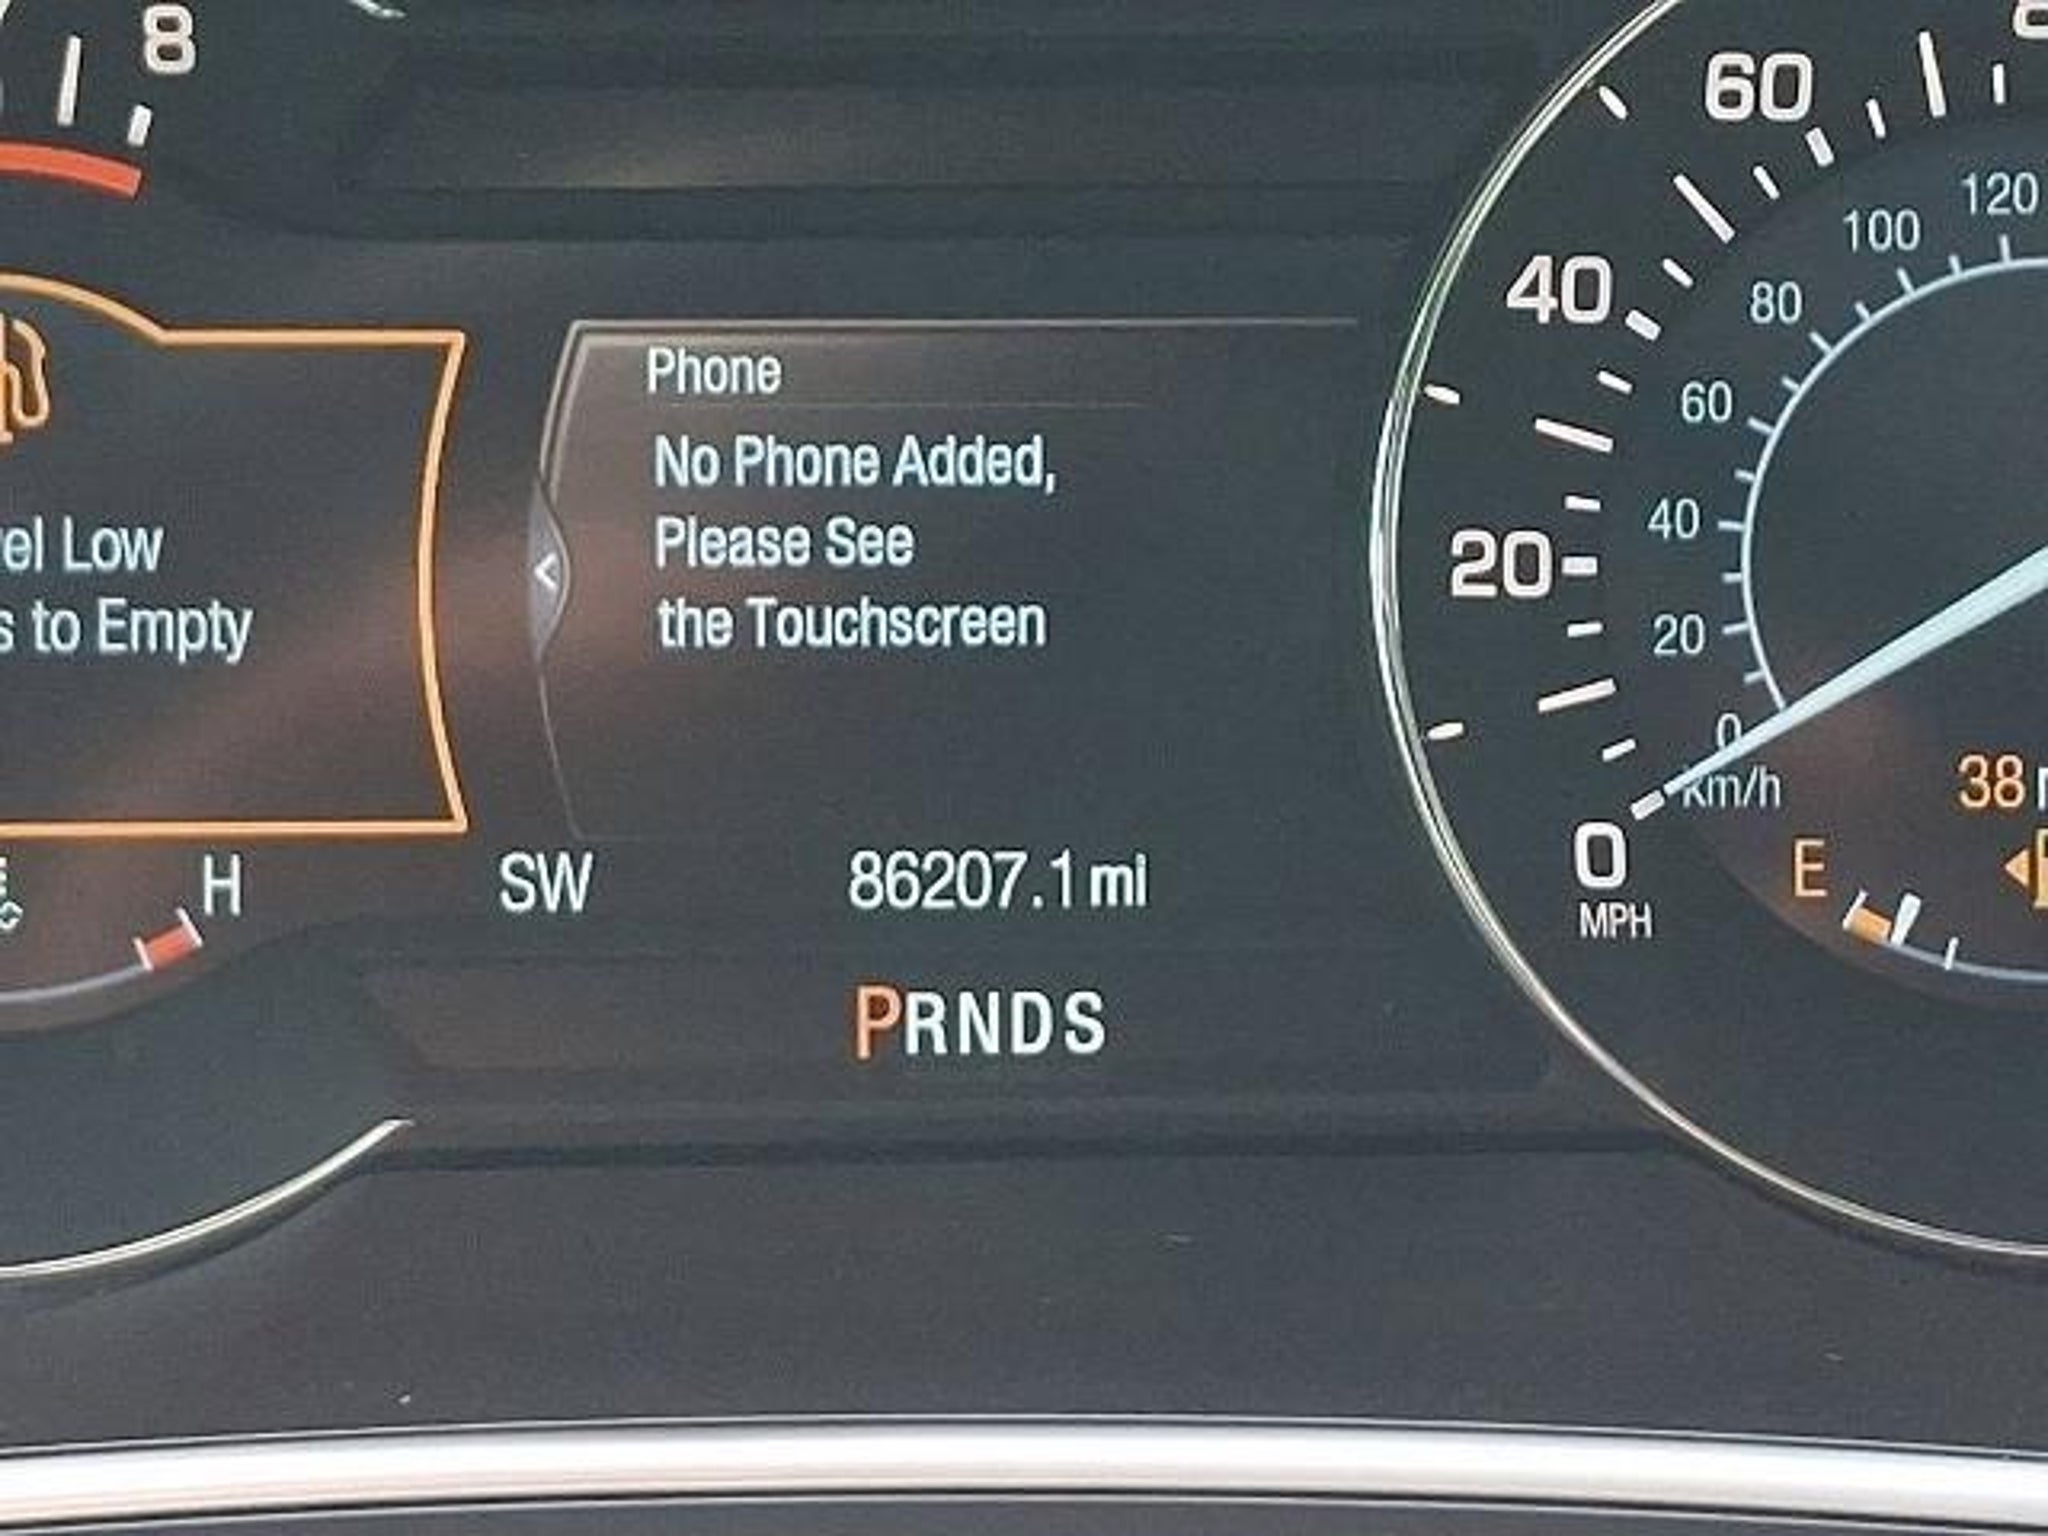 8
60
120
100
40
80
Phone
60
No Phone Added,
Please See
the Touchscreen
Low
to Empty
40
20
20
0
km/h
38
0
MPH
E
H
SW
86207.1 mi
PRNDS